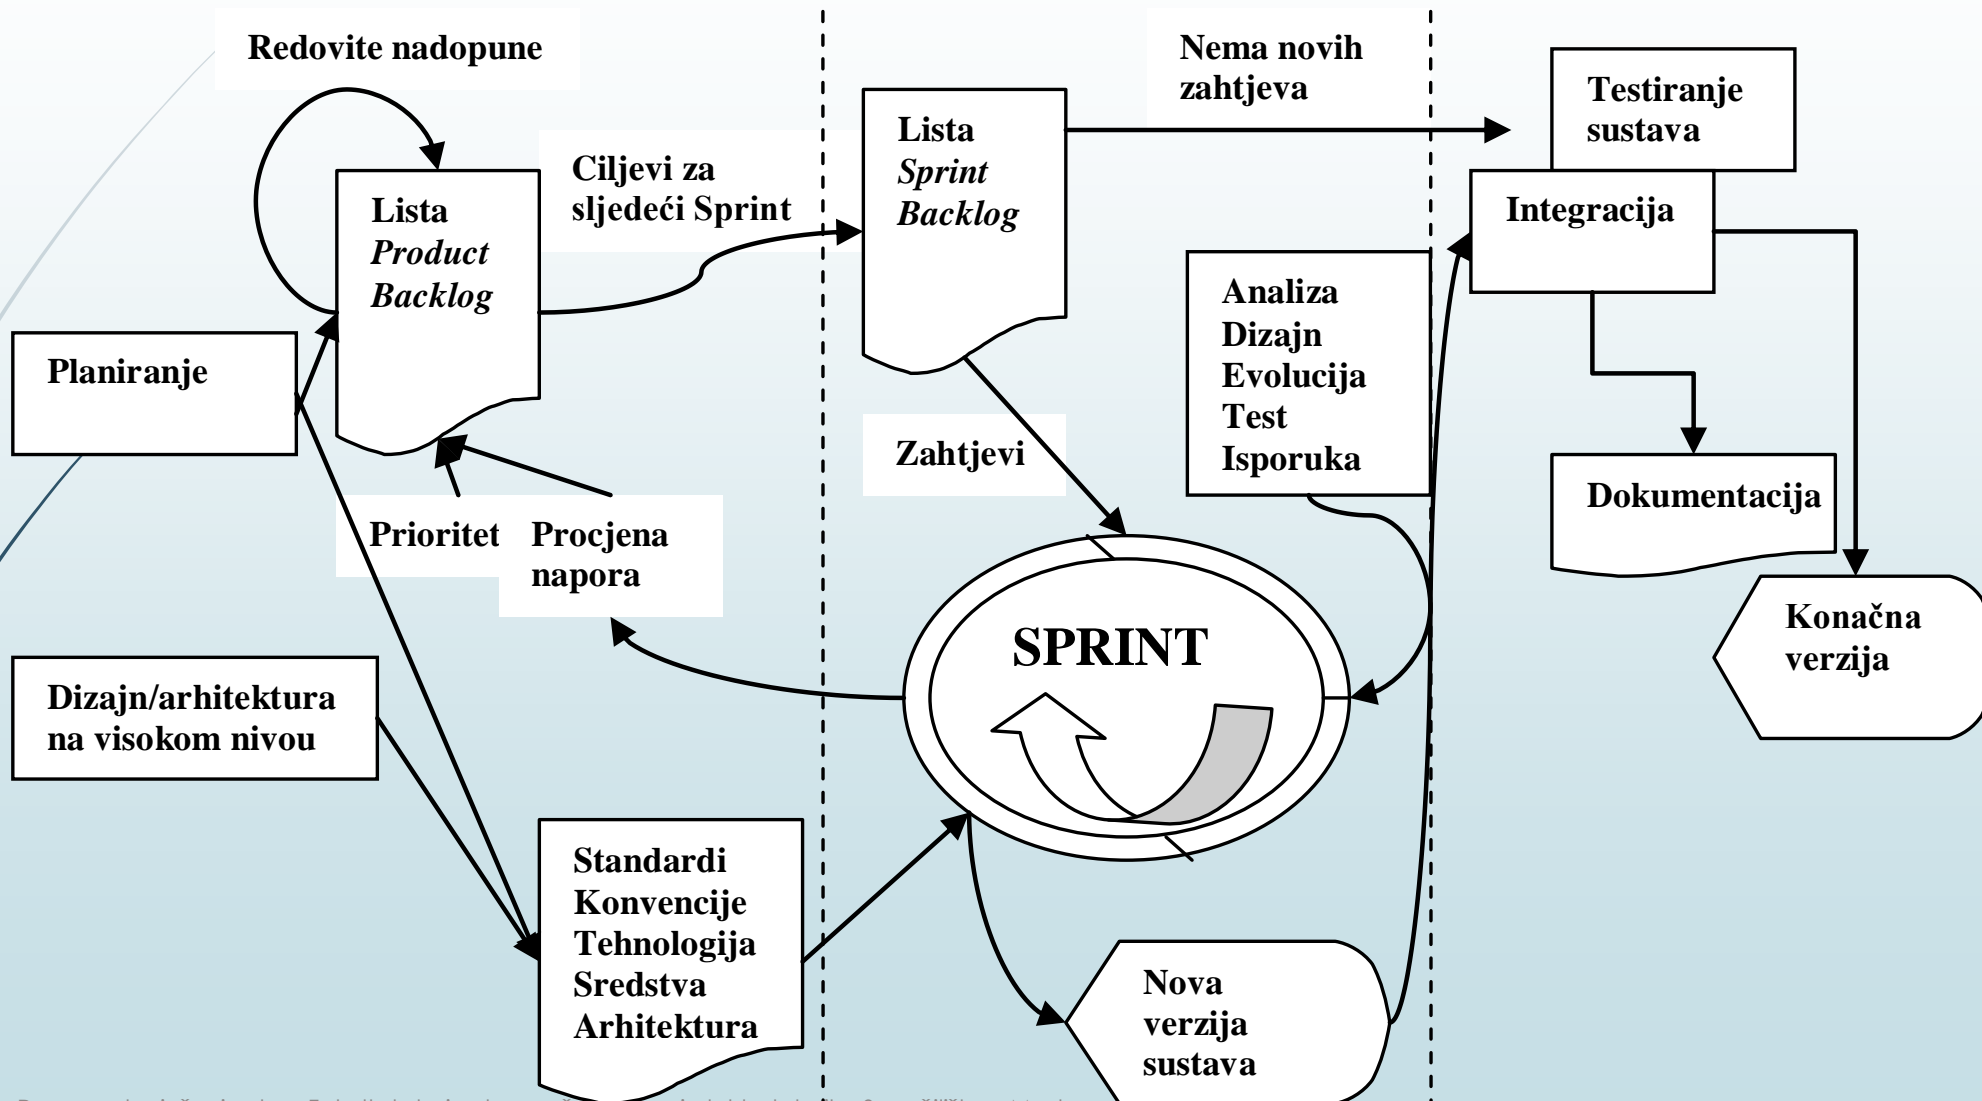 Redovite nadopune
Nema novih
zahtjeva
Testiranje
sustava
Lista
Product
Backlog
Ciljevi za
sljedeći Sprint
Lista
Sprint
Backlog
Integracija
Planiranje
Analiza
Dizajn
Evolucija
Test
Isporuka
Zahtjevi
Dokumentacija
Prioritet
Procjena
napora
SPRINT
Konačna
verzija
Dizajn/arhitektura
na visokom nivou
Standardi
Konvencije
Tehnologija
Sredstva
Arhitektura
Nova
verzija
sustava